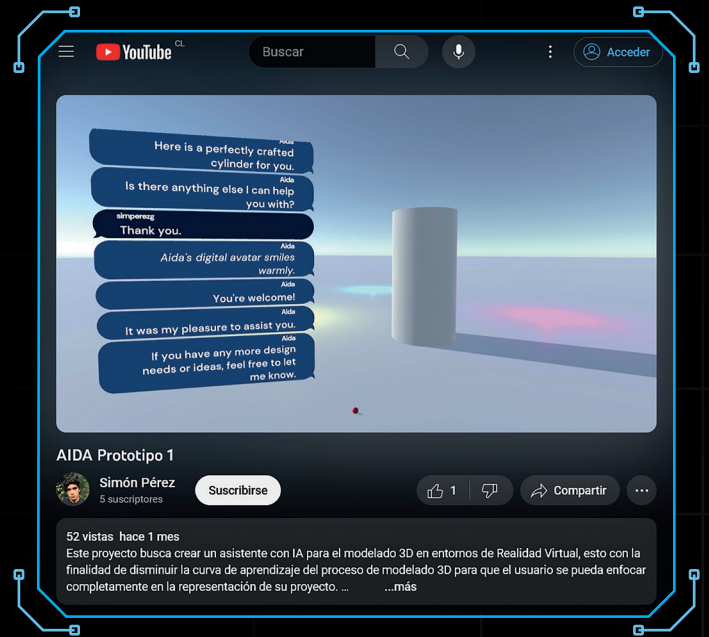 YouTube CL
Buscar
Acceder
Aida
Here is a perfectly crafted
cylinder for you.
Aida
Is there anything else I can help
you with?
simperezg
Thank you.
Aida
Aida's digital avatar smiles
warmly.
Aida
You're welcome!
Aida
It was my pleasure to assist you.
Aida
If you have any more design
needs or ideas, feel free to let
me know.
AIDA Prototipo 1
Simón Pérez
5 suscriptores
Suscribirse
1
Compartir
52 vistas hace 1 mes
Este proyecto busca crear un asistente con IA para el modelado 3D en entornos de Realidad Virtual, esto con la
finalidad de disminuir la curva de aprendizaje del proceso de modelado 3D para que el usuario se pueda enfocar
completamente en la representación de su proyecto. ... ...más